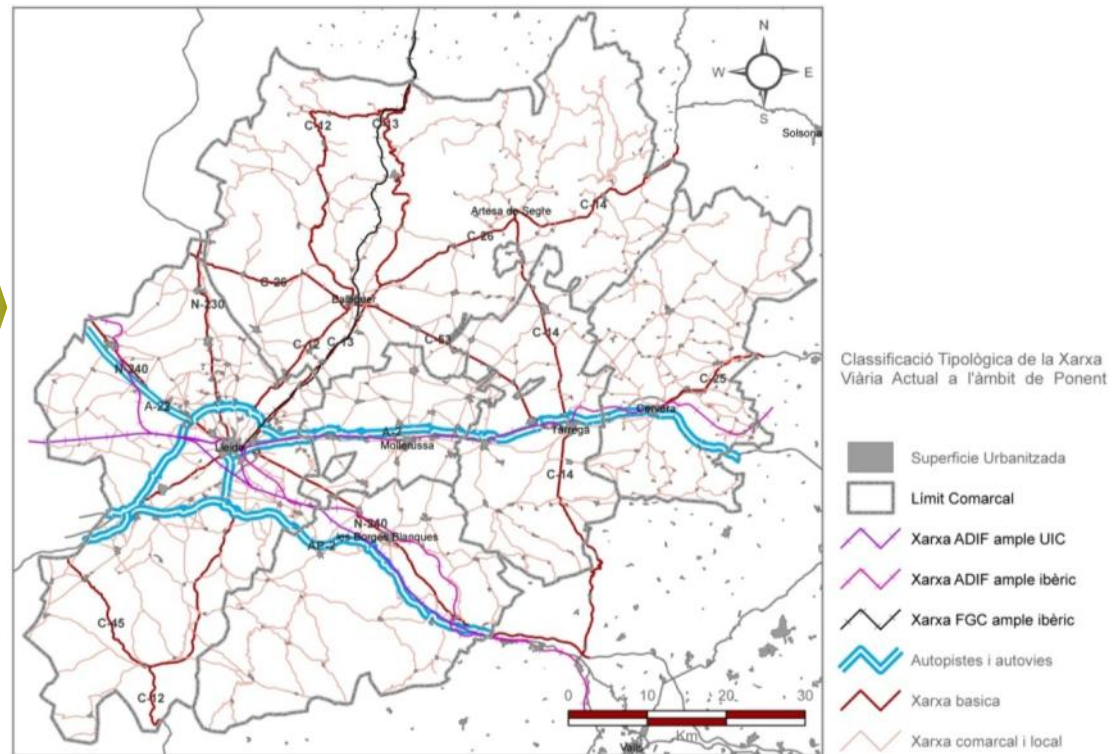 N
W E
S
Solsona
C-12
C-13
Artesa de Segre
C-14
C-26
C-26
Balaguer
N-230
C-12
C-13
C-53
C-14
N-240
C-25
A-22
Cervera
A-2
Tàrrega
Lleida
Mollerussa
C-14
N-240
les Borges Blanques
AP-2
C-45
C-12
0 10 20 30
Km
Valls
Classificació Tipològica de la Xarxa
Viària Actual a l'àmbit de Ponent
Superficie Urbanitzada
Límit Comarcal
Xarxa ADIF ample UIC
Xarxa ADIF ample ibèric
Xarxa FGC ample ibèric
Autopistes i autovies
Xarxa basica
Xarxa comarcal i local